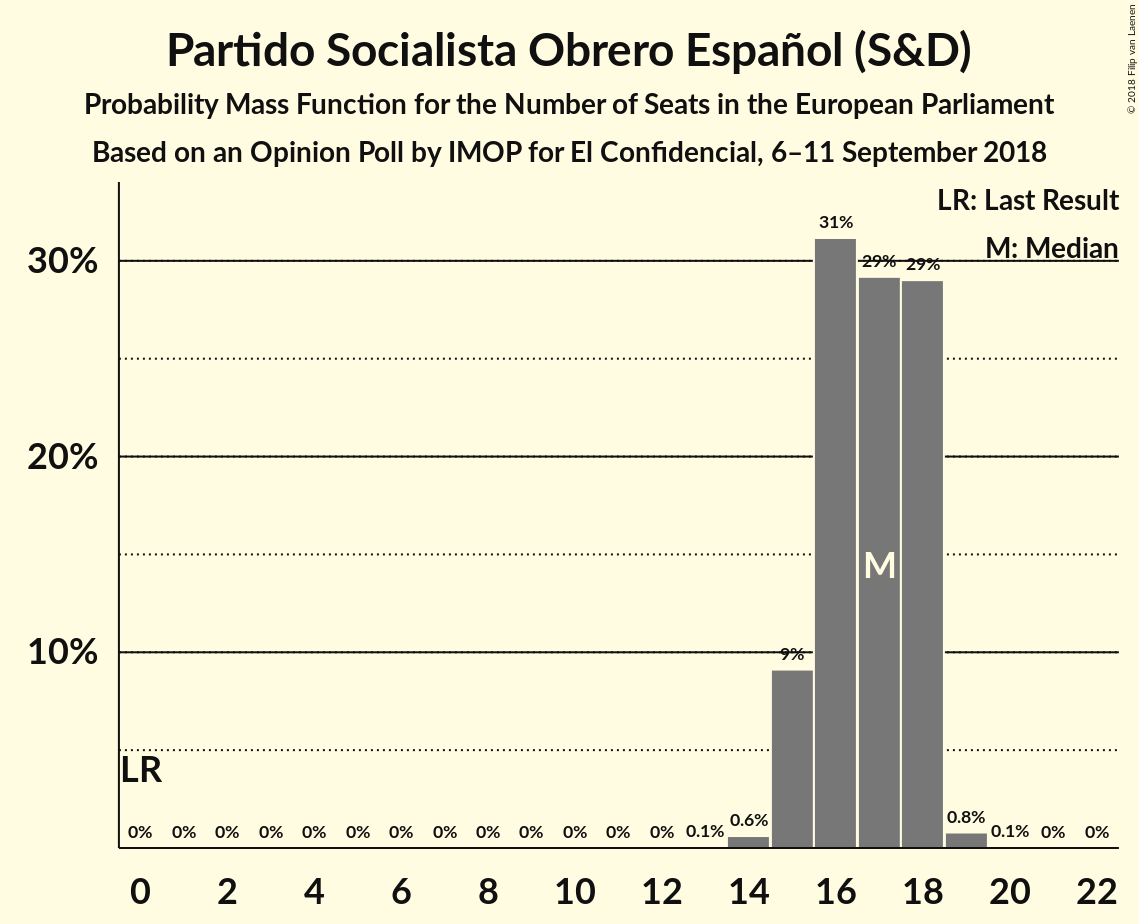 Partido Socialista Obrero Español (S&D)
Probability Mass Function for the Number of Seats in the European Parliament
Based on an Opinion Poll by IMOP for El Confidencial, 6–11 September 2018
© 2018 Filip van Laenen
LR: Last Result
M: Median
30%
20%
10%
31%
29%
29%
9%
M
LR
0%
0%
0%
0%
0%
0%
0%
0%
0%
0%
0%
0%
0%
0.1%
0.6%
0.8%
0.1%
0%
0%
0 2 4 6 8 10 12 14 16 18 20 22